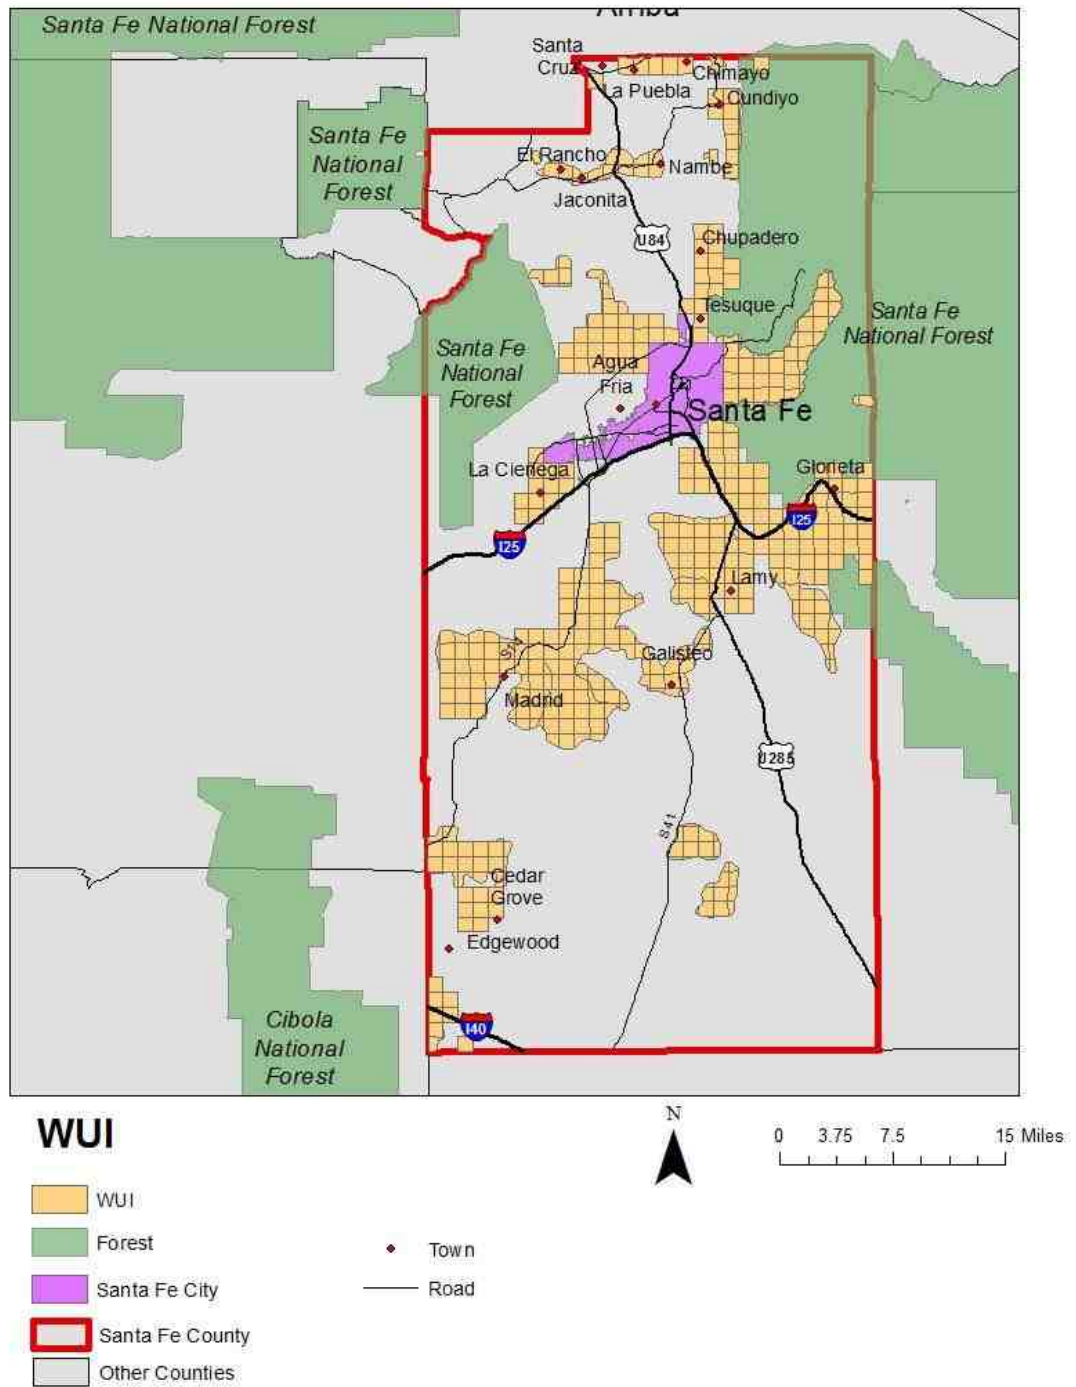 Santa Fe National Forest
Santa
Cruz
Chimayo
La Puebla
Cundiyo
Santa Fe
National
Forest
El Rancho
Nambe
Jaconita
U84
Chupadero
Tesuque
Santa Fe
National Forest
Santa Fe
National
Forest
Agua
Fria
Santa Fe
La Cienega
Glorieta
I25
I25
Lamy
Galisteo
Madrid
U285
S41
Cedar
Grove
Edgewood
Cibola
National
Forest
I40
WUI
N
0 3.75 7.5 15 Miles
WUI
Forest
Town
Santa Fe City
Road
Santa Fe County
Other Counties